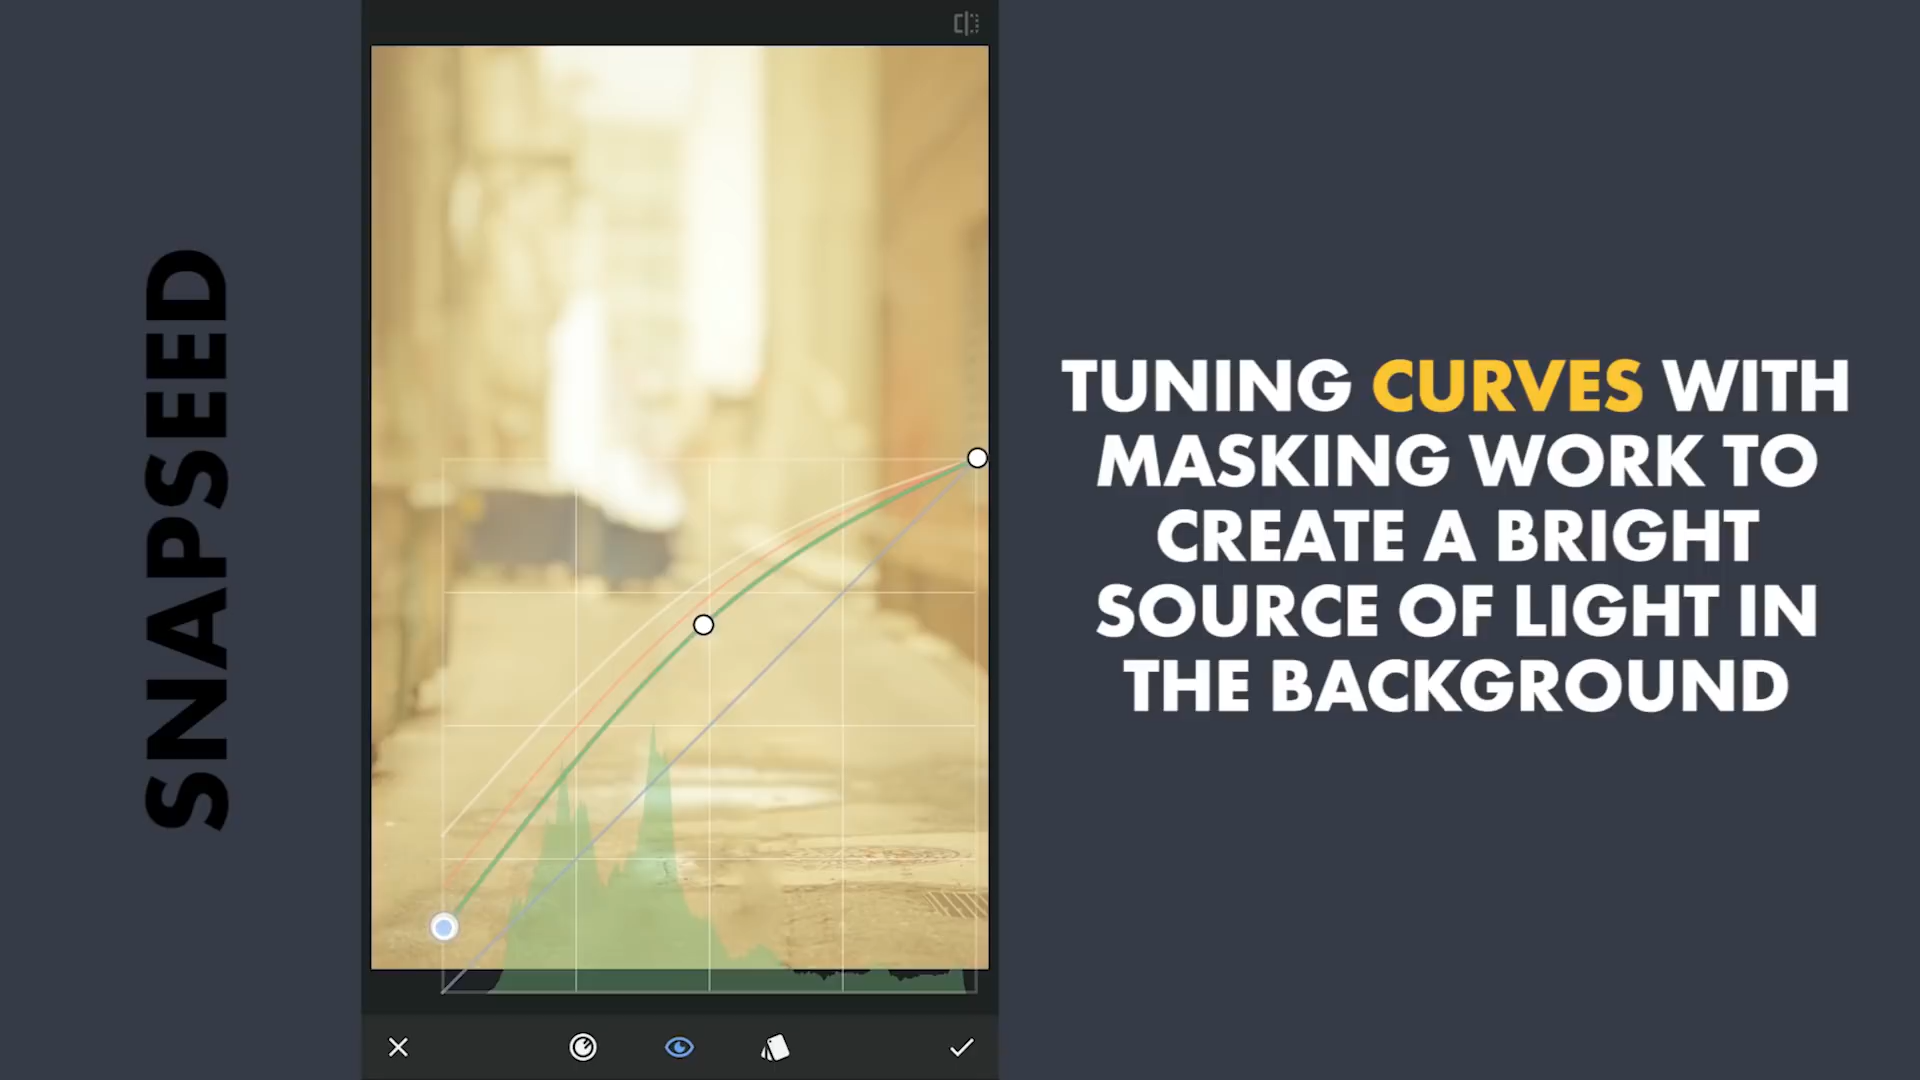 SNAPSEED
TUNING CURVES WITH
MASKING WORK TO
CREATE A BRIGHT
SOURCE OF LIGHT IN
THE BACKGROUND